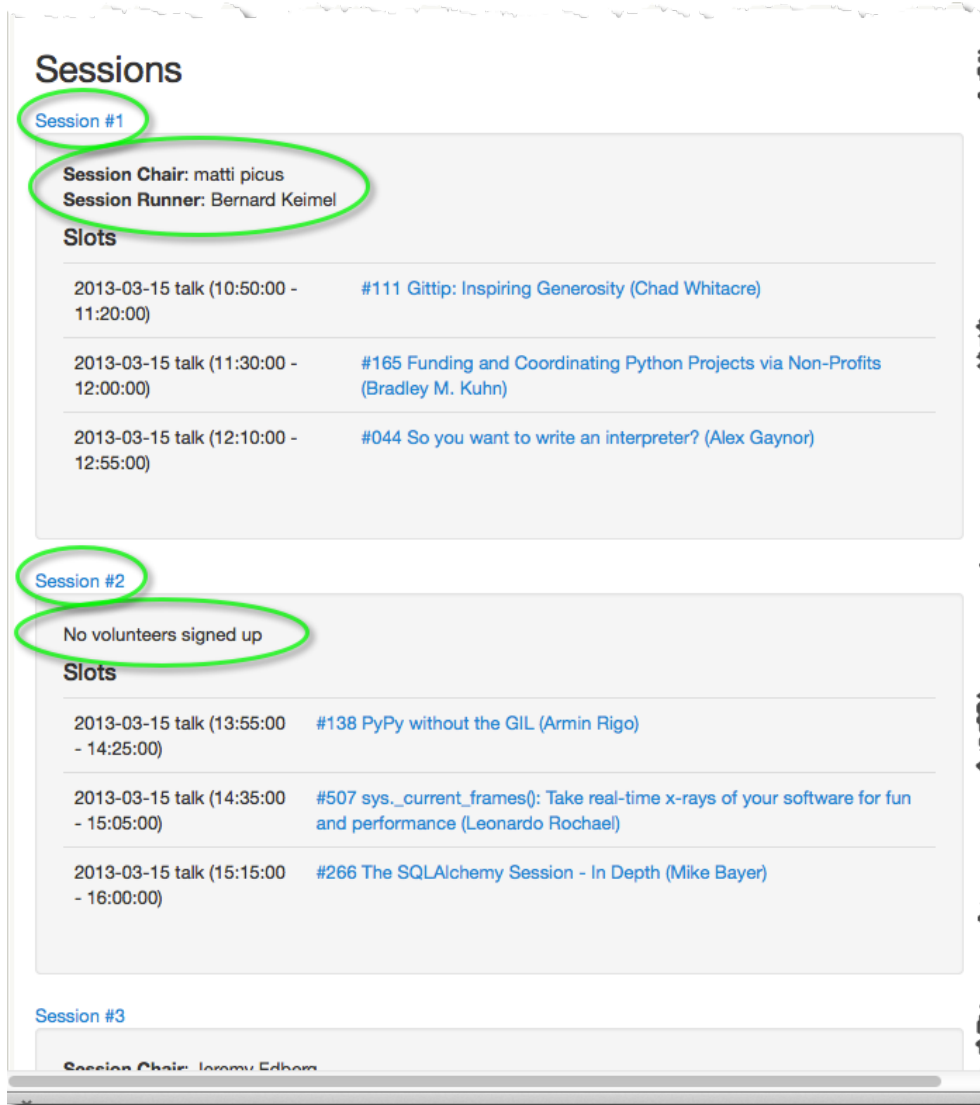 Sessions
Session #1
Session Chair: matti picus
Session Runner: Bernard Keimel
Slots
2013-03-15 talk (10:50:00 - #111 Gittip: Inspiring Generosity (Chad Whitacre)
11:20:00)
2013-03-15 talk (11:30:00 - #165 Funding and Coordinating Python Projects via Non-Profits
12:00:00) (Bradley M. Kuhn)
2013-03-15 talk (12:10:00 - #044 So you want to write an interpreter? (Alex Gaynor)
12:55:00)
Session #2
No volunteers signed up
Slots
2013-03-15 talk (13:55:00 #138 PyPy without the GIL (Armin Rigo)
- 14:25:00)
2013-03-15 talk (14:35:00 #507 sys._current_frames(): Take real-time x-rays of your software for fun
- 15:05:00) and performance (Leonardo Rochael)
2013-03-15 talk (15:15:00 #266 The SQLAlchemy Session - In Depth (Mike Bayer)
- 16:00:00)
Session #3
Session Chair: Jeremy Edberg